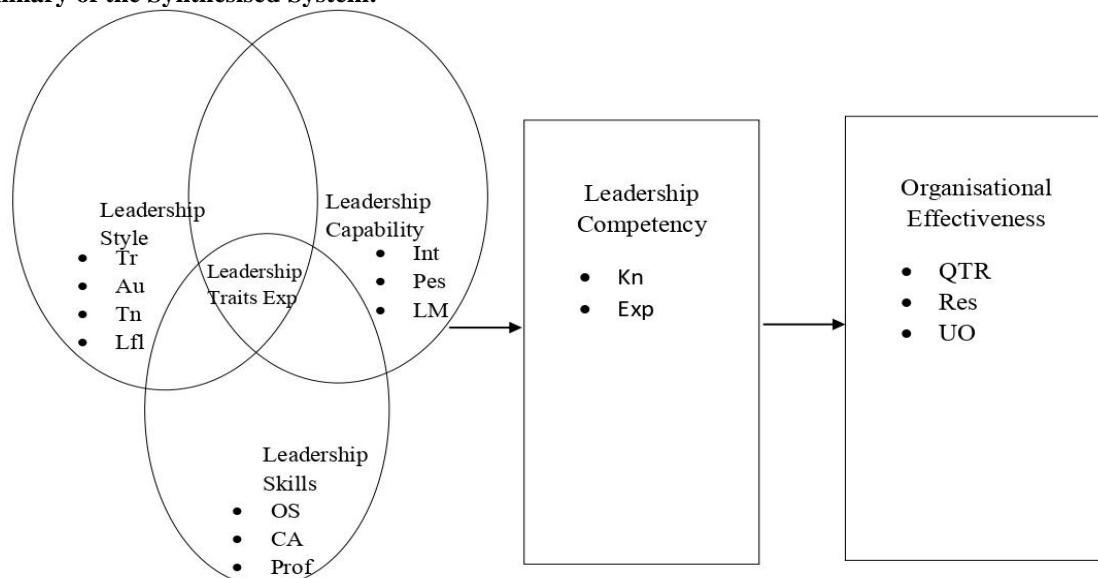 of the Synthesised System.
Leadership
Style
• Tr
• Au
• Tn
• Lfl
Leadership
Capability
• Int
• Pes
• LM
Leadership
Traits Exp
Leadership
Skills
• OS
• CA
• Prof
Leadership
Competency
• Kn
• Exp
Organisational
Effectiveness
• QTR
• Res
• UO